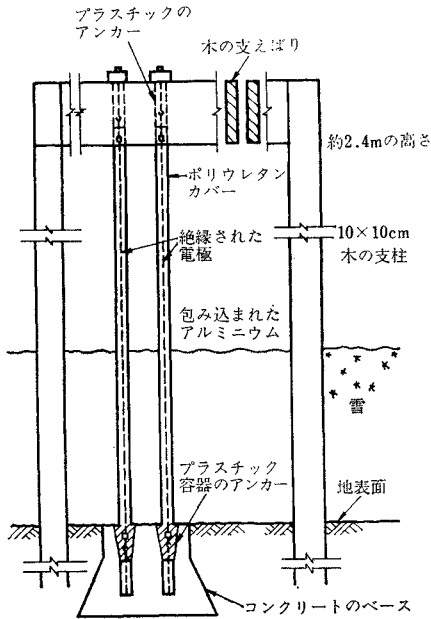 プラスチックの
アンカー
木の支えばり
約2.4mの高さ
ポリウレタン
カバー
絶縁された
電極
10×10cm
木の支柱
包み込まれた
アルミニウム
雪
プラスチック
容器のアンカー
地表面
コンクリートのベース